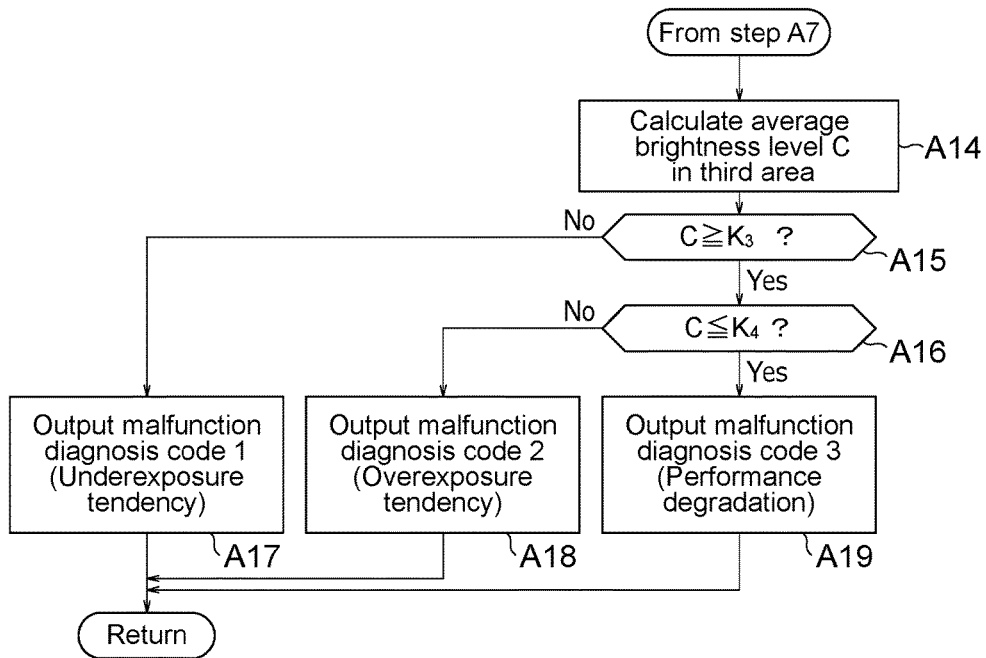 From step A7
Calculate average
brightness level C
in third area
A14
No
C≧K₃ ?
A15
Yes
No
C≦K₄ ?
A16
Yes
Output malfunction
diagnosis code 1
(Underexposure
tendency)
A17
Output malfunction
diagnosis code 2
(Overexposure
tendency)
A18
Output malfunction
diagnosis code 3
(Performance
degradation)
A19
Return